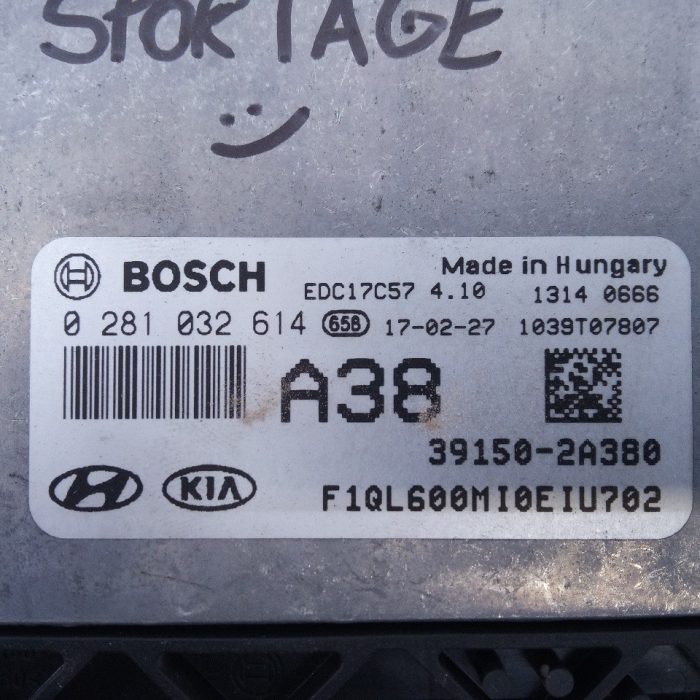 SPORTAGE
BOSCH
Made in Hungary
EDC17C57 4.10
1314 0666
0 281 032 614 658 17-02-27 1039T07807
A38
39150-2A380
KIA
F1QL600MI0EIU702